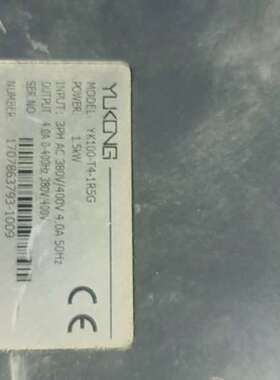 YUKONG
MODEL YK100-T4-1R5G
POWER 1.5kW
INPUT: 3PH AC 380V/400V 4.0A 50Hz
OUTPUT 4.0A 0-400Hz 380V/400V
SER NO
NUMBER: 1707863793-1009
CE